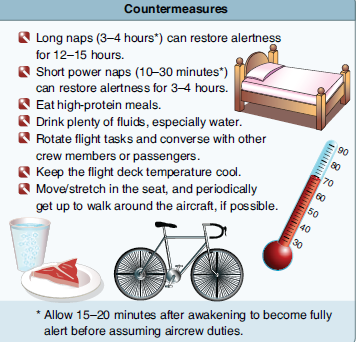 Countermeasures
Long naps (3–4 hours*) can restore alertness
for 12–15 hours.
Short power naps (10–30 minutes*)
can restore alertness for 3–4 hours.
Eat high-protein meals.
Drink plenty of fluids, especially water.
Rotate flight tasks and converse with other
crew members or passengers.
Keep the flight deck temperature cool.
Move/stretch in the seat, and periodically
get up to walk around the aircraft, if possible.
90
80
70
60
50
40
30
* Allow 15–20 minutes after awakening to become fully
alert before assuming aircrew duties.